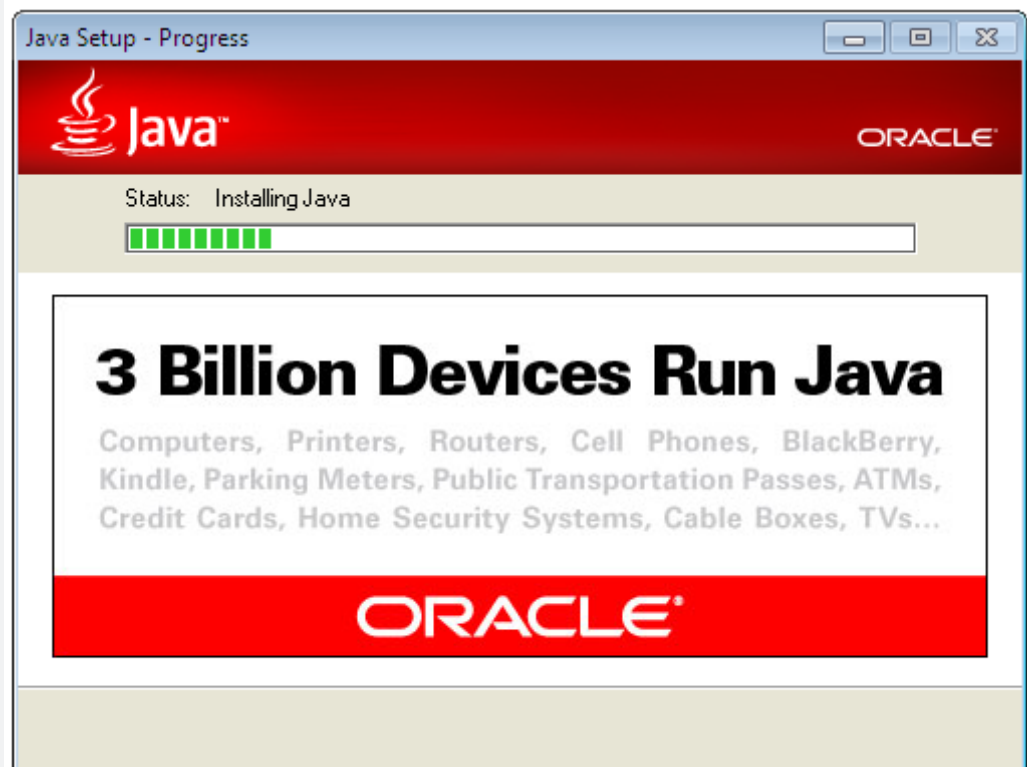 Java Setup - Progress
Java™
ORACLE®
Status: Installing Java
3 Billion Devices Run Java
Computers, Printers, Routers, Cell Phones, BlackBerry,
Kindle, Parking Meters, Public Transportation Passes, ATMs,
Credit Cards, Home Security Systems, Cable Boxes, TVs...
ORACLE®